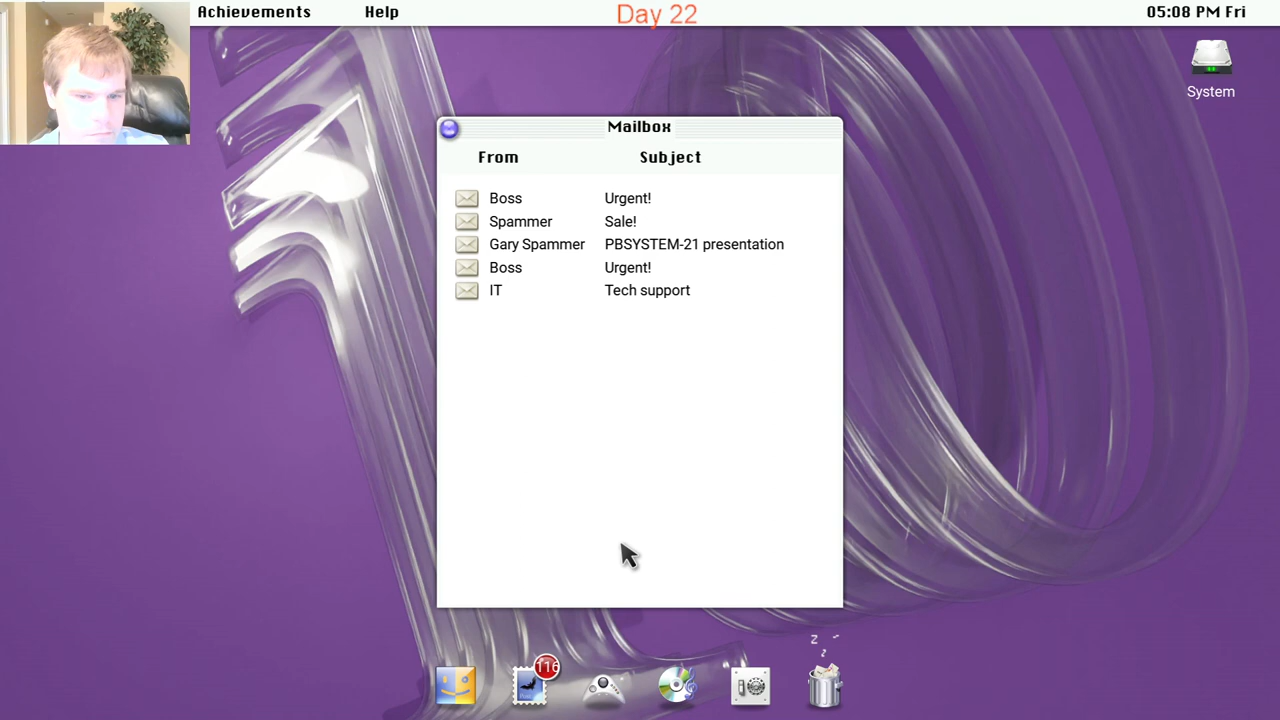 Achievements Help Day 22 05:08 PM Fri
System
Mailbox
From Subject
Boss Urgent!
Spammer Sale!
Gary Spammer PBSYSTEM-21 presentation
Boss Urgent!
IT Tech support
z z
z
116